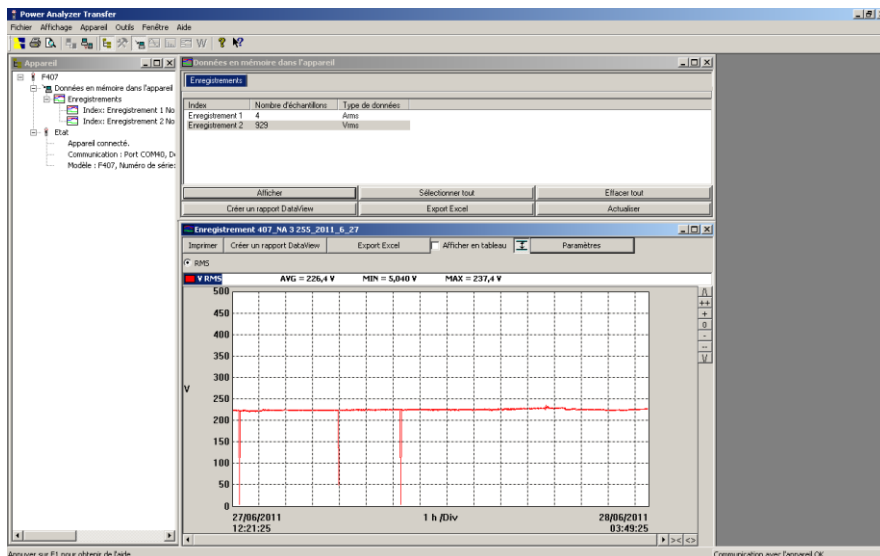 Power Analyzer Transfer
Fichier Affichage Appareil Outils Fenêtre Aide
Appareil
F407
Données en mémoire dans l'appareil
Enregistrements
Index: Enregistrement 1 No
Index: Enregistrement 2 No
Etat
Appareil connecté.
Communication : Port COM40, D
Modèle : F407, Numéro de série:
Données en mémoire dans l'appareil
Enregistrements
Index Nombre d'échantillons Type de données
Enregistrement 1 4 Arms
Enregistrement 2 929 Vrms
Afficher Sélectionner tout Effacer tout
Créer un rapport DataView Export Excel Actualiser
Enregistrement 407_NA 3 255_2011_6_27
Imprimer Créer un rapport DataView Export Excel Afficher en tableau Paramètres
RMS
V RMS AVG = 226,4 V MIN = 5,040 V MAX = 237,4 V
500
450
400
350
300
V
250
200
150
100
50
0
27/06/2011 1 h /Div 28/06/2011
12:21:25 03:49:25
Appuyer sur F1 pour obtenir de l'aide Communication avec l'appareil OK